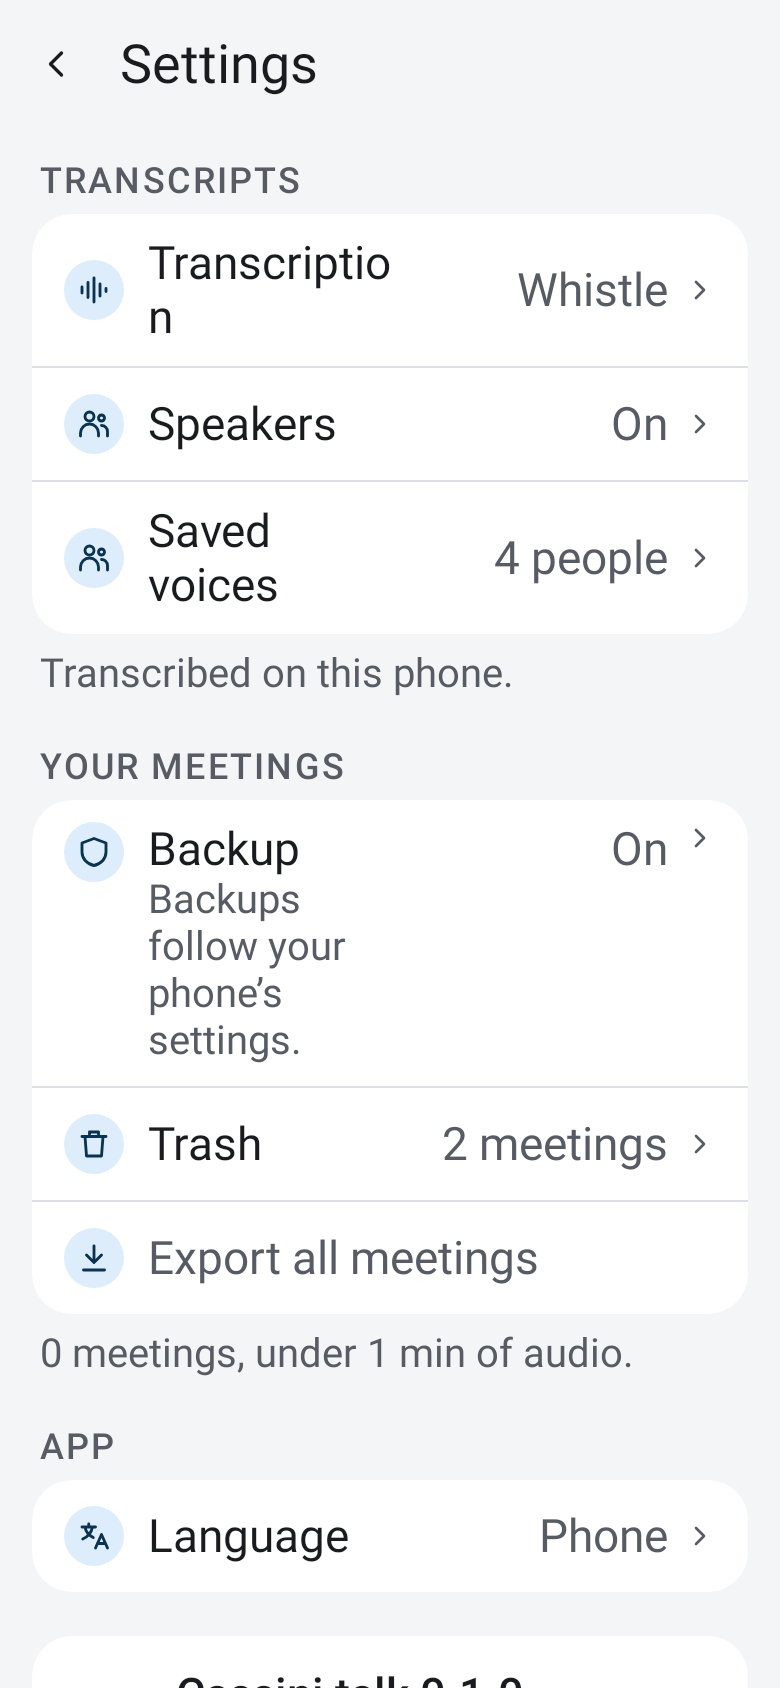 Settings
TRANSCRIPTS
Transcriptio
n
Whistle
Speakers
On
Saved
voices
4 people
Transcribed on this phone.
YOUR MEETINGS
Backup
On
Backups
follow your
phone’s
settings.
Trash
2 meetings
Export all meetings
0 meetings, under 1 min of audio.
APP
Language
Phone